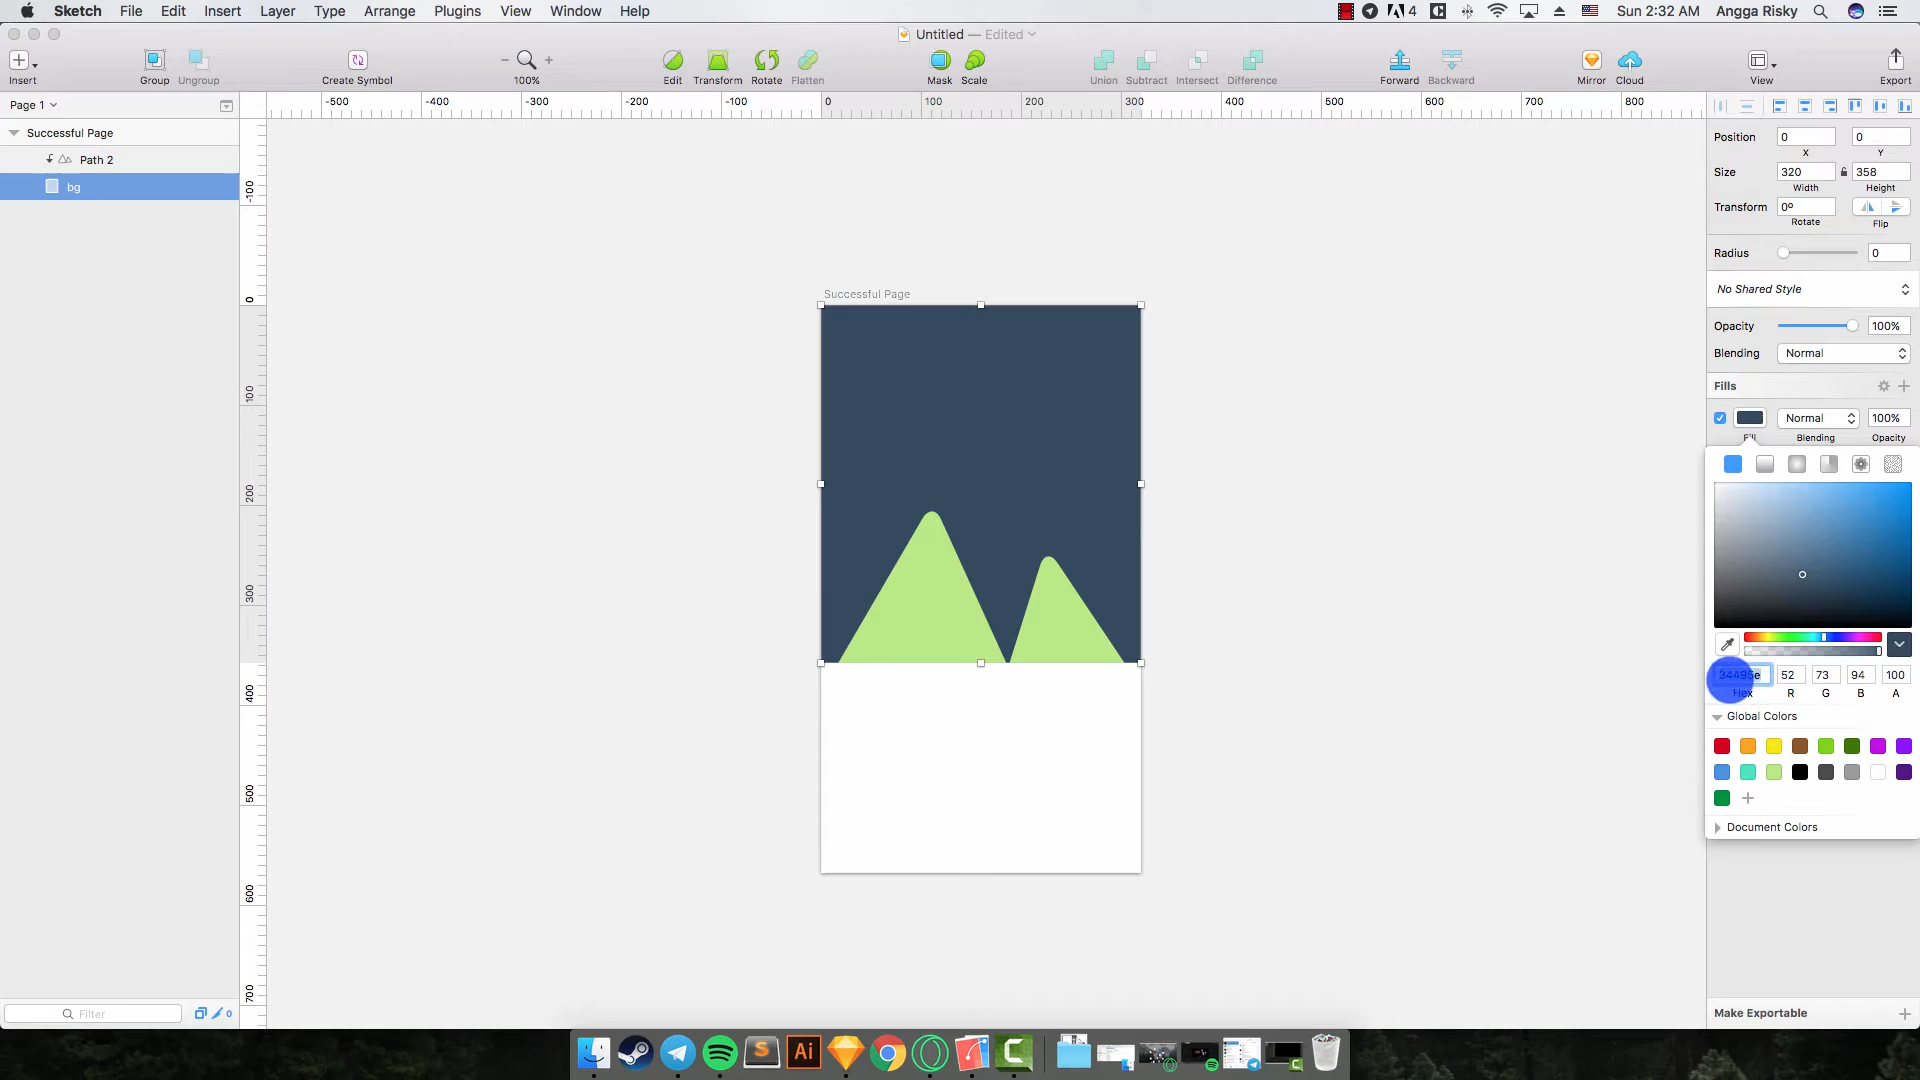 Sketch File Edit Insert Layer Type Arrange Plugins View Window Help 4 Sun 2:32 AM Angga Risky
Untitled — Edited
Insert Group Ungroup Create Symbol 100% Edit Transform Rotate Flatten Mask Scale Union Subtract Intersect Difference Forward Backward Mirror Cloud View Export
Page 1
-500 -400 -300 -200 -100 0 100 200 300 400 500 600 700 800
Successful Page
Path 2
bg
-100
0
100
200
300
400
500
600
700
Successful Page
Position 0 0
X Y
Size 320 358
Width Height
Transform 0º
Rotate Flip
Radius 0
No Shared Style
Opacity 100%
Blending Normal
Fills
Normal 100%
Fill Blending Opacity
34495e 52 73 94 100
Hex R G B A
Global Colors
Document Colors
Make Exportable
Filter 0
S Ai C